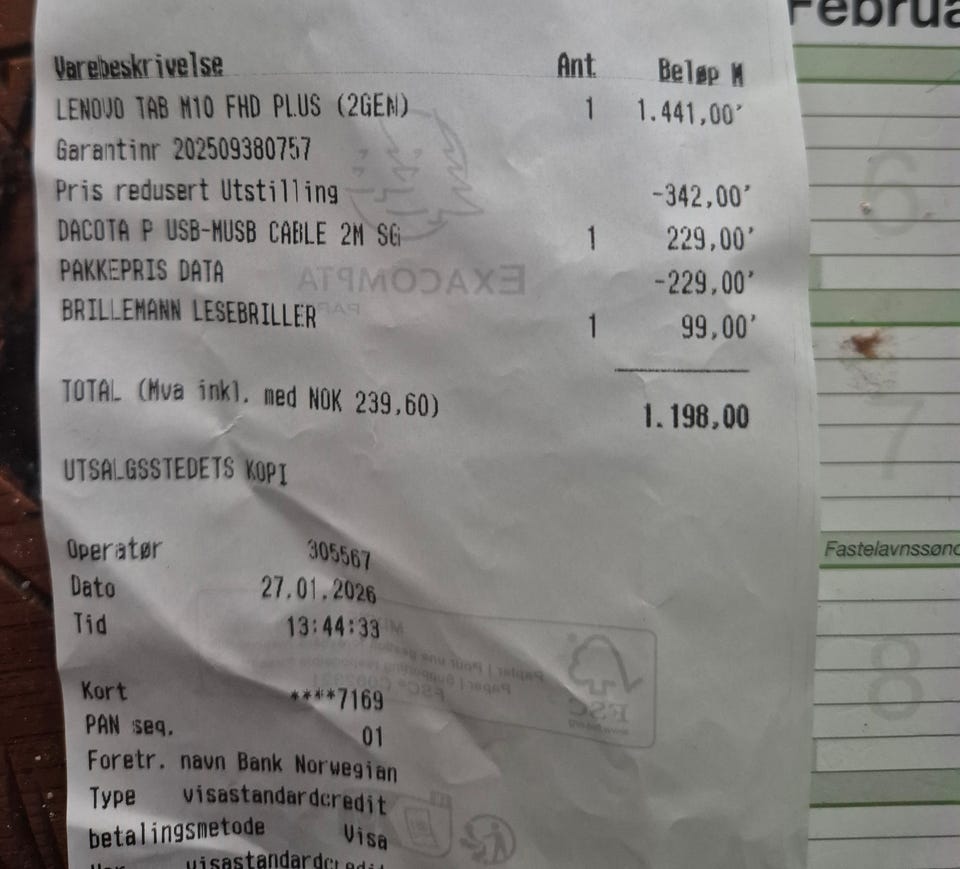 Februa
Varebeskrivelse Ant Beløp M
LENOVO TAB M10 FHD PLUS (2GEN) 1 1.441,00'
Garantinr 202509380757
Pris redusert Utstilling -342,00'
DACOTA P USB-MUSB CABLE 2M SG 1 229,00'
PAKKEPRIS DATA -229,00'
BRILLEMANN LESEBRILLER 1 99,00'
TOTAL (Mva inkl. med NOK 239,60) 1.198,00
UTSALGSSTEDETS KOPI
Operatør 305567
Dato 27.01.2026
Tid 13:44:33
Kort ****7169
PAN seq. 01
Foretr. navn Bank Norwegian
Type visastandardcredit
betalingsmetode Visa
visastandardcredit
EXACOMPTA
FSC
6
7
Fastelavnssønd
8